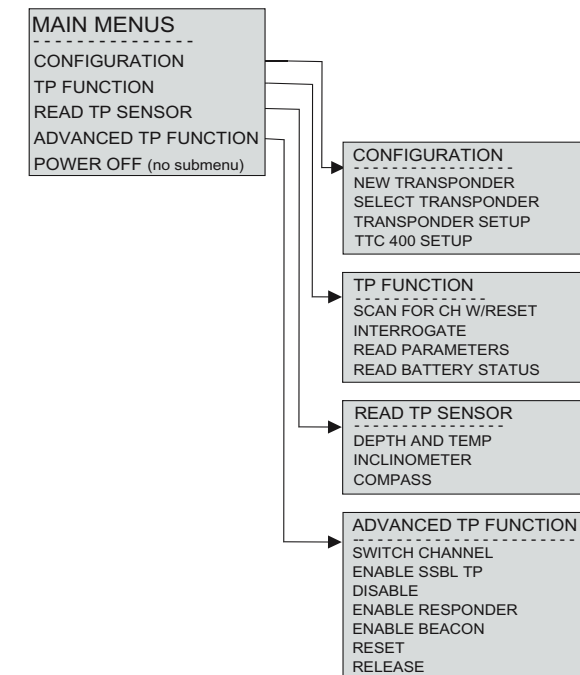 MAIN MENUS
CONFIGURATION
TP FUNCTION
READ TP SENSOR
ADVANCED TP FUNCTION
POWER OFF (no submenu)
CONFIGURATION
NEW TRANSPONDER
SELECT TRANSPONDER
TRANSPONDER SETUP
TTC 400 SETUP
TP FUNCTION
SCAN FOR CH W/RESET
INTERROGATE
READ PARAMETERS
READ BATTERY STATUS
READ TP SENSOR
DEPTH AND TEMP
INCLINOMETER
COMPASS
ADVANCED TP FUNCTION
SWITCH CHANNEL
ENABLE SSBL TP
DISABLE
ENABLE RESPONDER
ENABLE BEACON
RESET
RELEASE